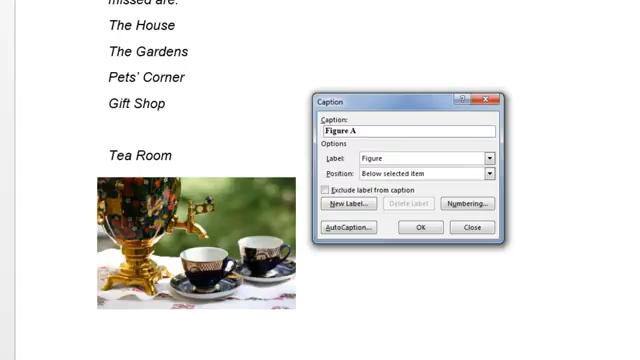 missed are:
The House
The Gardens
Pets' Corner
Gift Shop
Tea Room
Caption
?
Caption:
Figure A
Options
Label: Figure
Position: Below selected item
Exclude label from caption
New Label... Delete Label Numbering...
AutoCaption... OK Close